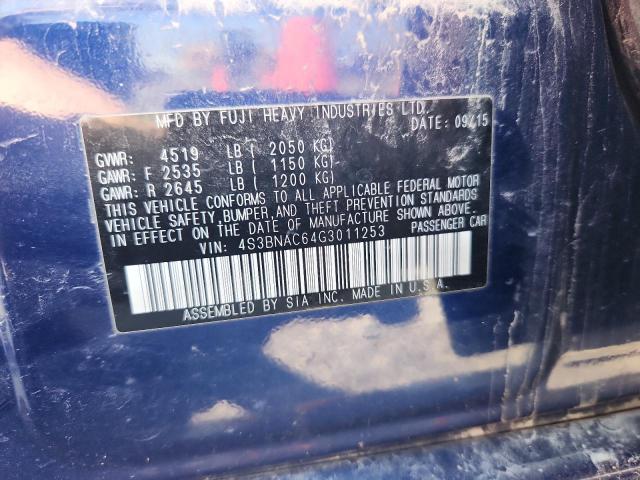 MFD BY FUJI HEAVY INDUSTRIES LTD.
DATE: 09/15
GVWR: 4519 LB ( 2050 KG)
GAWR: F 2535 LB ( 1150 KG)
GAWR: R 2645 LB ( 1200 KG)
THIS VEHICLE CONFORMS TO ALL APPLICABLE FEDERAL MOTOR
VEHICLE SAFETY, BUMPER, AND THEFT PREVENTION STANDARDS
IN EFFECT ON THE DATE OF MANUFACTURE SHOWN ABOVE.
VIN: 4S3BNAC64G3011253 PASSENGER CAR
ASSEMBLED BY SIA INC. MADE IN U.S.A.